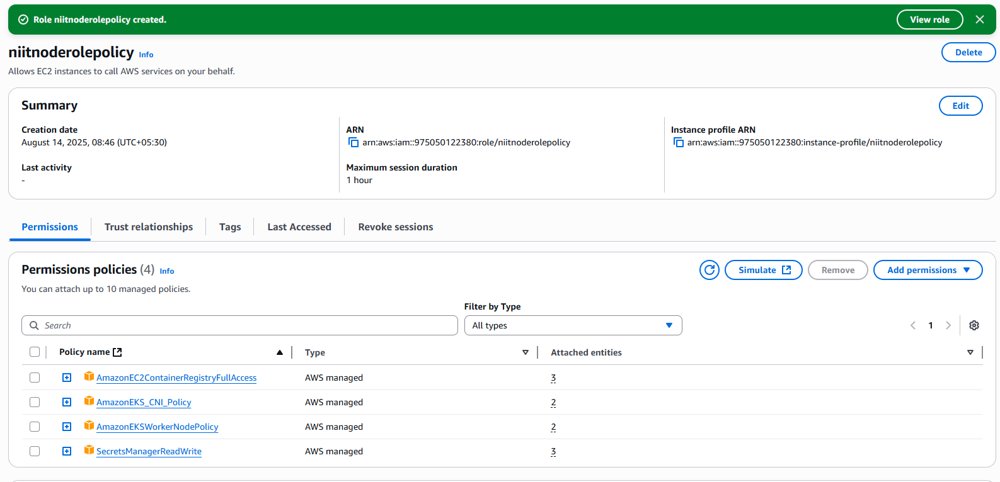 Role niitnoderolepolicy created.
View role
niitnoderolepolicy Info
Delete
Allows EC2 instances to call AWS services on your behalf.
Summary
Edit
Creation date
August 14, 2025, 08:46 (UTC+05:30)
ARN
arn:aws:iam::975050122380:role/niitnoderolepolicy
Instance profile ARN
arn:aws:iam::975050122380:instance-profile/niitnoderolepolicy
Last activity
-
Maximum session duration
1 hour
Permissions Trust relationships Tags Last Accessed Revoke sessions
Permissions policies (4) Info
Simulate Remove Add permissions
You can attach up to 10 managed policies.
Filter by Type
Search
All types
1
Policy name Type Attached entities
AmazonEC2ContainerRegistryFullAccess AWS managed 3
AmazonEKS_CNI_Policy AWS managed 2
AmazonEKSWorkerNodePolicy AWS managed 2
SecretsManagerReadWrite AWS managed 3